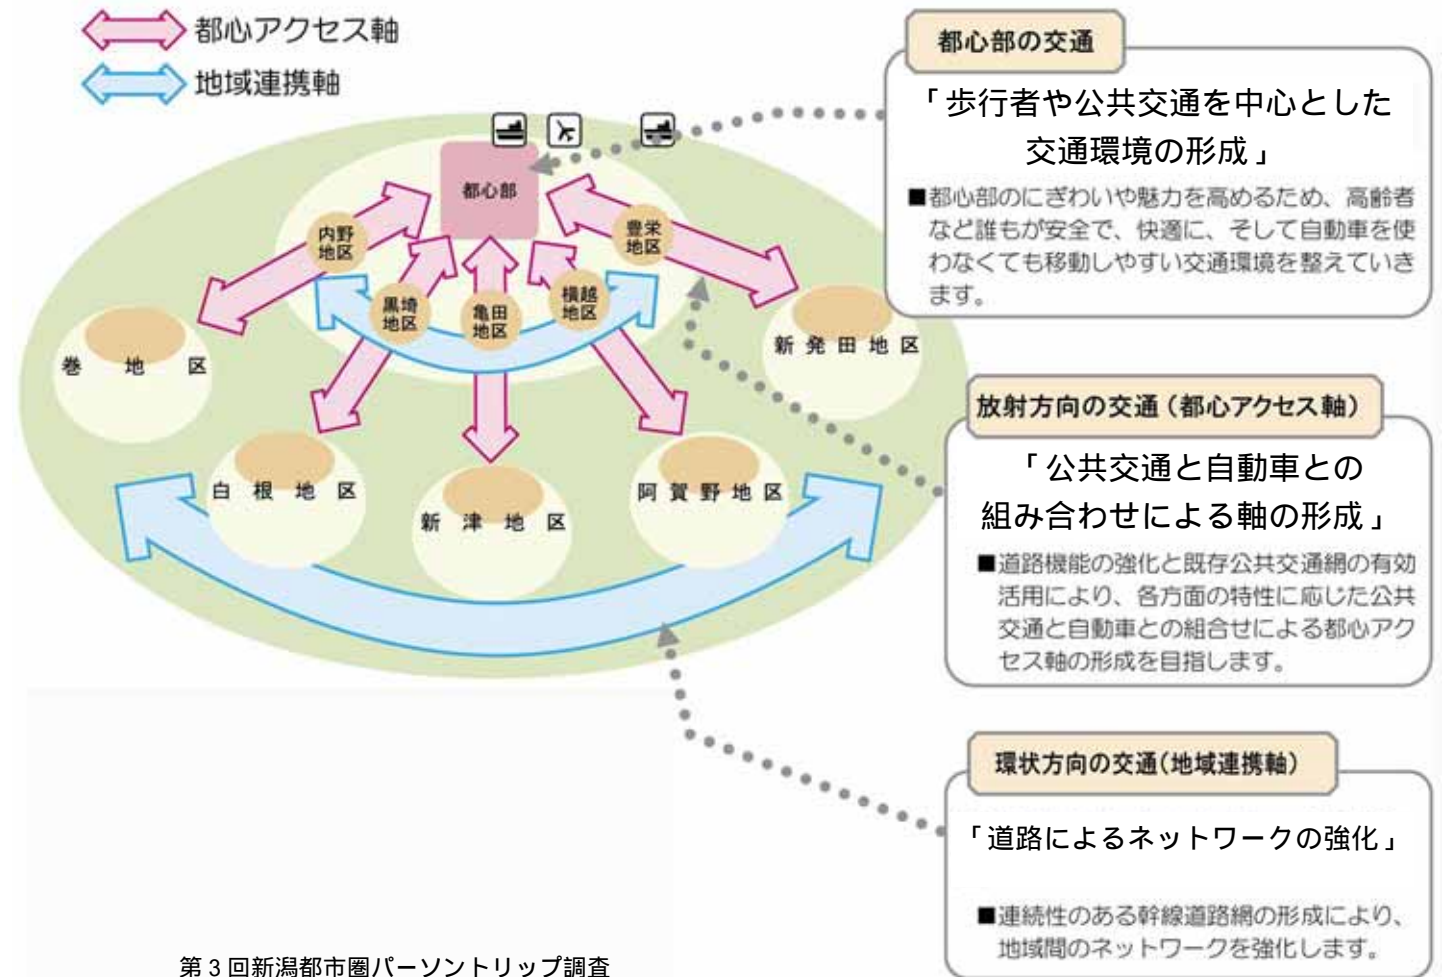 都心アクセス軸
地域連携軸
都心部
内野
地区
黒埼
地区
亀田
地区
横越
地区
豊栄
地区
巻地区
白根地区
新津地区
阿賀野地区
新発田地区
都心部の交通
「歩行者や公共交通を中心とした
交通環境の形成」
■都心部のにぎわいや魅力を高めるため、高齢者
など誰もが安全で、快適に、そして自動車を使
わなくても移動しやすい交通環境を整えていき
ます。
放射方向の交通（都心アクセス軸）
「公共交通と自動車との
組み合わせによる軸の形成」
■道路機能の強化と既存公共交通網の有効
活用により、各方面の特性に応じた公共
交通と自動車との組合せによる都心アク
セス軸の形成を目指します。
環状方向の交通（地域連携軸）
「道路によるネットワークの強化」
■連続性のある幹線道路網の形成により、
地域間のネットワークを強化します。
第３回新潟都市圏パーソントリップ調査